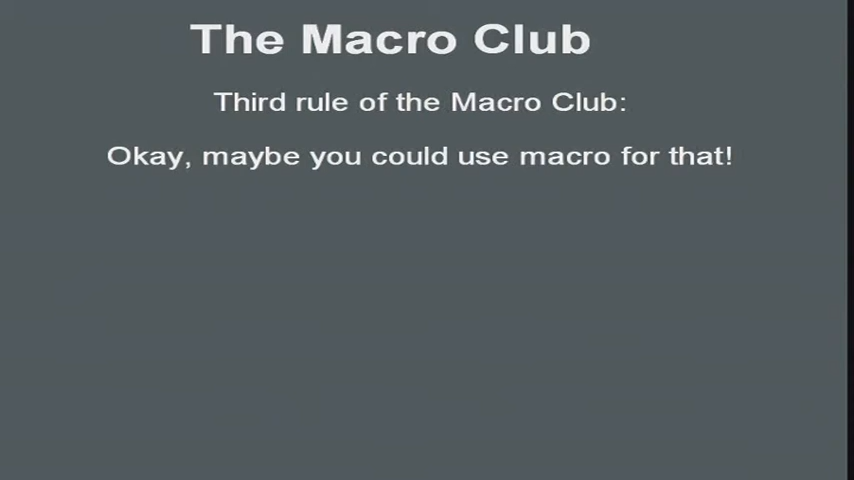 The Macro Club
Third rule of the Macro Club:
Okay, maybe you could use macro for that!